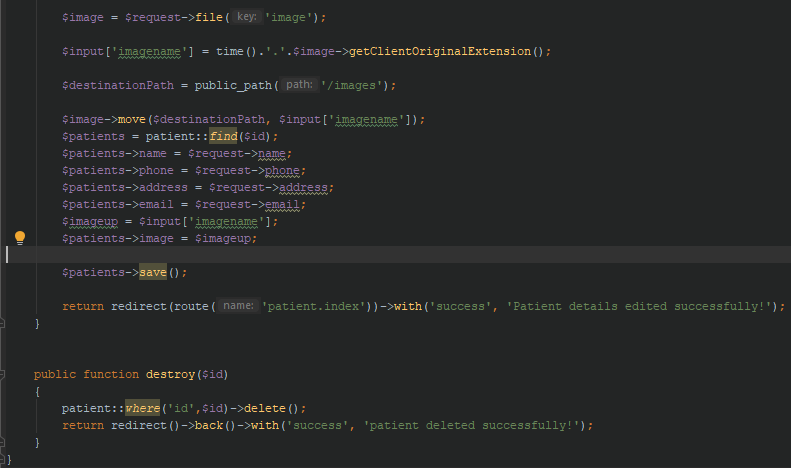 $image = $request->file( key: 'image');
$input['imagename'] = time().'.'.$image->getClientOriginalExtension();
$destinationPath = public_path( path: '/images');
$image->move($destinationPath, $input['imagename']);
$patients = patient::find($id);
$patients->name = $request->name;
$patients->phone = $request->phone;
$patients->address = $request->address;
$patients->email = $request->email;
$imageup = $input['imagename'];
$patients->image = $imageup;
$patients->save();
return redirect(route( name: 'patient.index'))->with('success', 'Patient details edited successfully!');
}
public function destroy($id)
{
patient::where('id',$id)->delete();
return redirect()->back()->with('success', 'patient deleted successfully!');
}
}